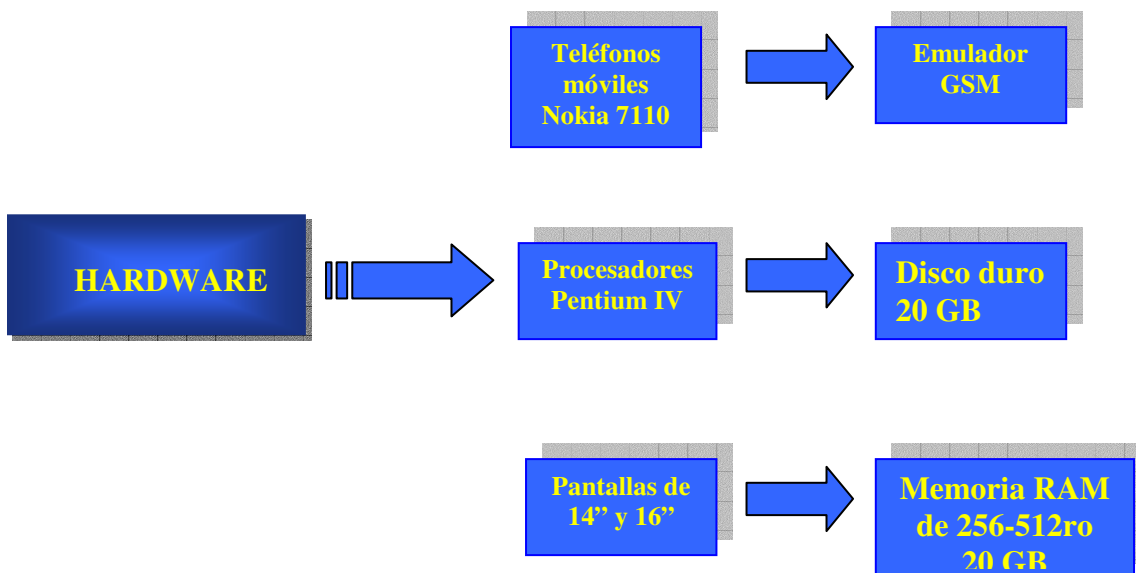 Teléfonos
móviles
Nokia 7110
Emulador
GSM
HARDWARE
Procesadores
Pentium IV
Disco duro
20 GB
Pantallas de
14” y 16”
Memoria RAM
de 256-512ro
20 GB